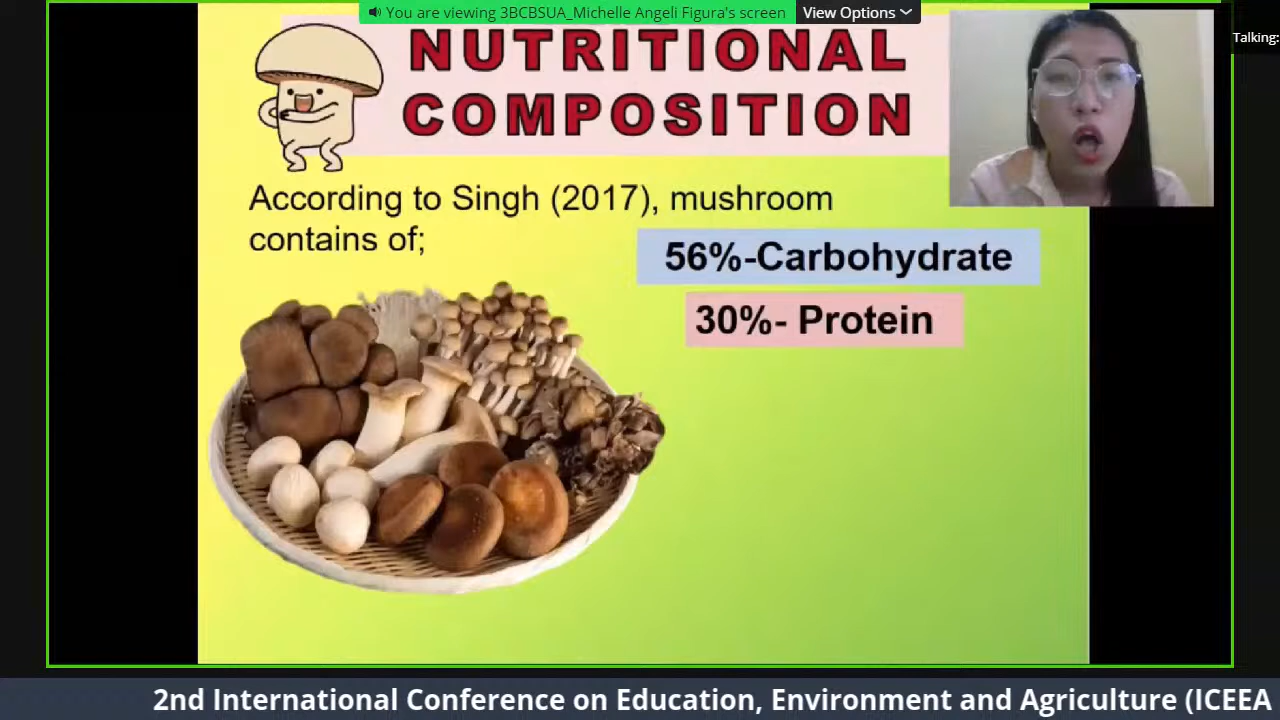 You are viewing 3BCBSUA_Michelle Angeli Figura's screen
View Options
Talking:
NUTRITIONAL
COMPOSITION
According to Singh (2017), mushroom
contains of;
56%-Carbohydrate
30%- Protein
2nd International Conference on Education, Environment and Agriculture (ICEEA